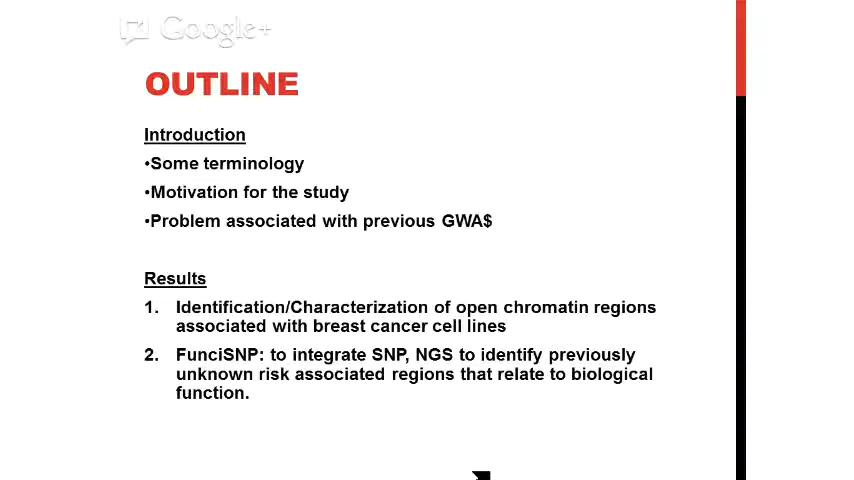 Google+
OUTLINE
Introduction
•Some terminology
•Motivation for the study
•Problem associated with previous GWA$
Results
1. Identification/Characterization of open chromatin regions
associated with breast cancer cell lines
2. FunciSNP: to integrate SNP, NGS to identify previously
unknown risk associated regions that relate to biological
function.